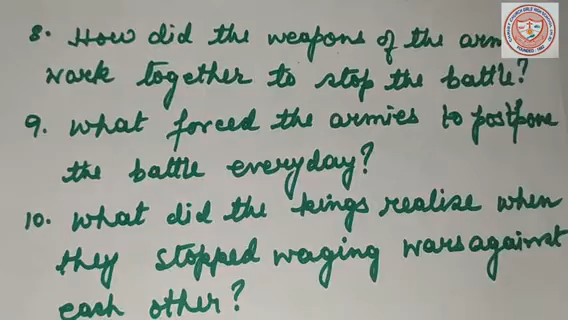 8. How did the weapons of the arm
work together to stop the battle?
9. What forced the armies to postpone
the battle everyday?
10. What did the kings realise when
they stopped waging wars against
each other?